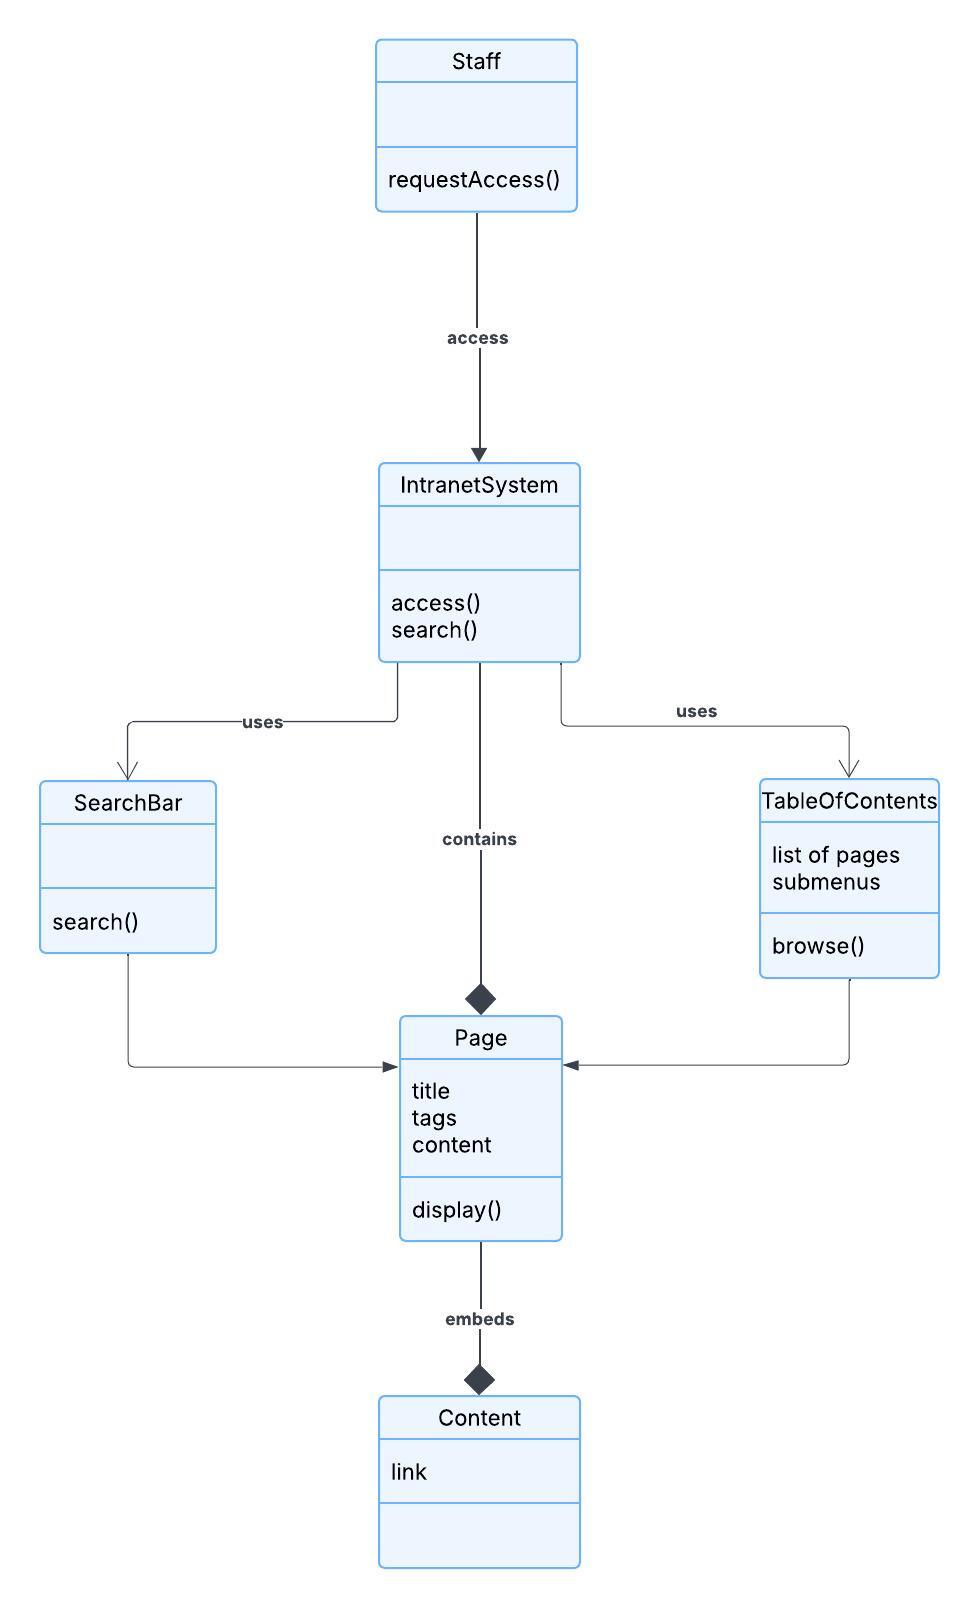 Staff
requestAccess()
access
IntranetSystem
access()
search()
uses
uses
SearchBar
search()
contains
TableOfContents
list of pages
submenus
browse()
Page
title
tags
content
display()
embeds
Content
link